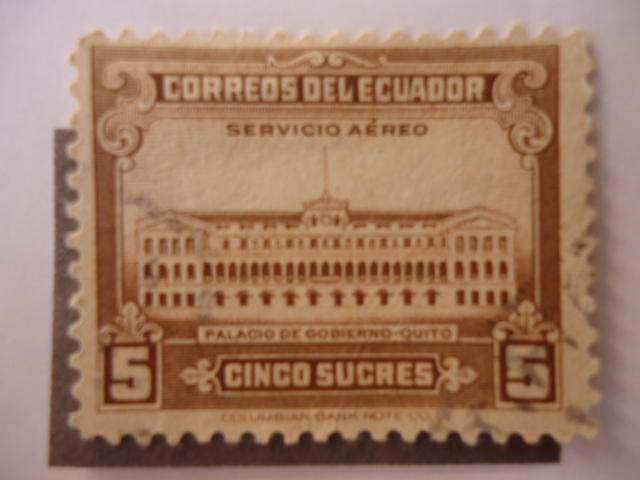 CORREOS DEL ECUADOR
SERVICIO AÉREO
PALACIO DE GOBIERNO-QUITO
5 CINCO SUCRES 5
COLUMBIAN BANK NOTE CO.